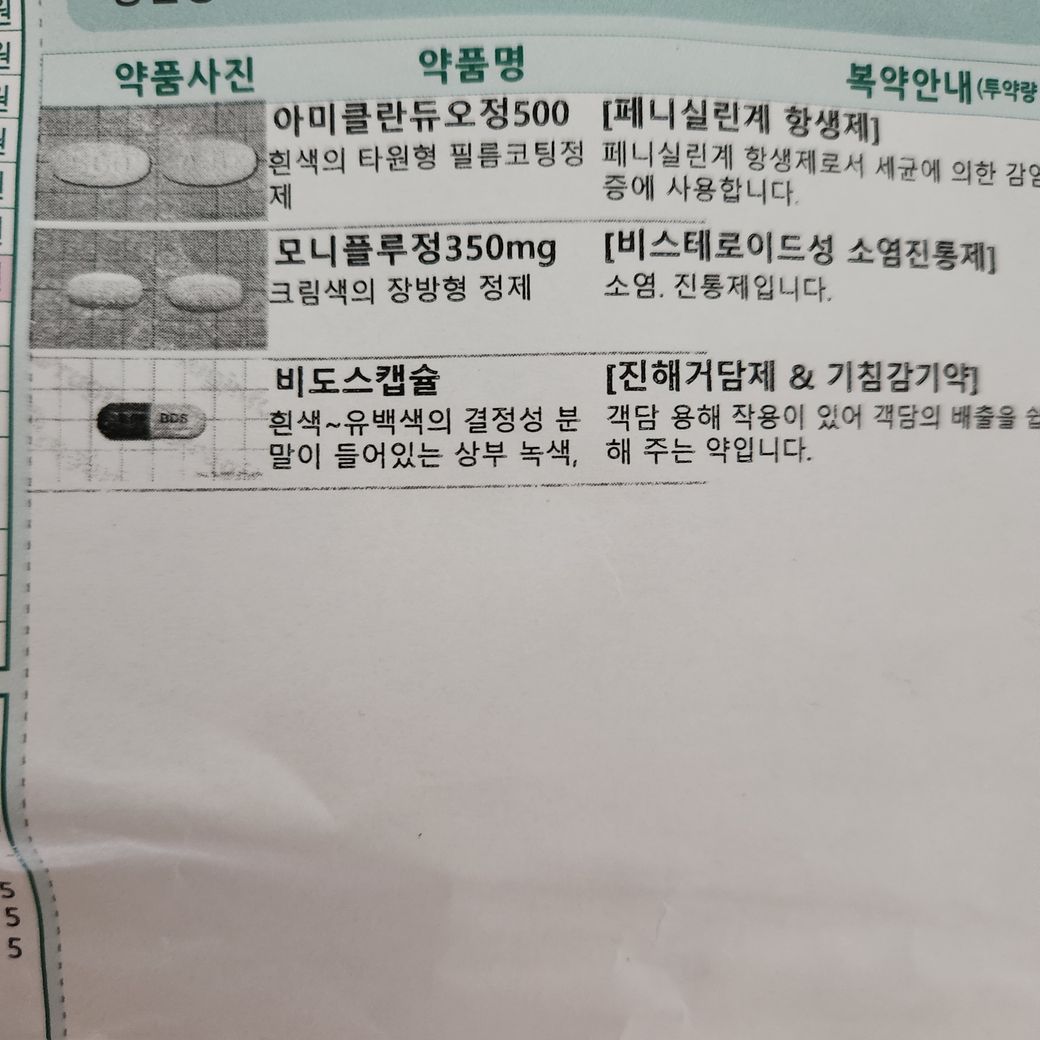 약품사진 약품명 복약안내(투약량
아미클란듀오정500 [페니실린계 항생제]
흰색의 타원형 필름코팅정 페니실린계 항생제로서 세균에 의한 감염
제 증에 사용합니다.
모니플루정350mg [비스테로이드성 소염진통제]
크림색의 장방형 정제 소염. 진통제입니다.
비도스캡슐 [진해거담제 & 기침감기약]
BDS
흰색~유백색의 결정성 분 객담 용해 작용이 있어 객담의 배출을 쉽
말이 들어있는 상부 녹색, 해 주는 약입니다.
원
원
원
5
5
5